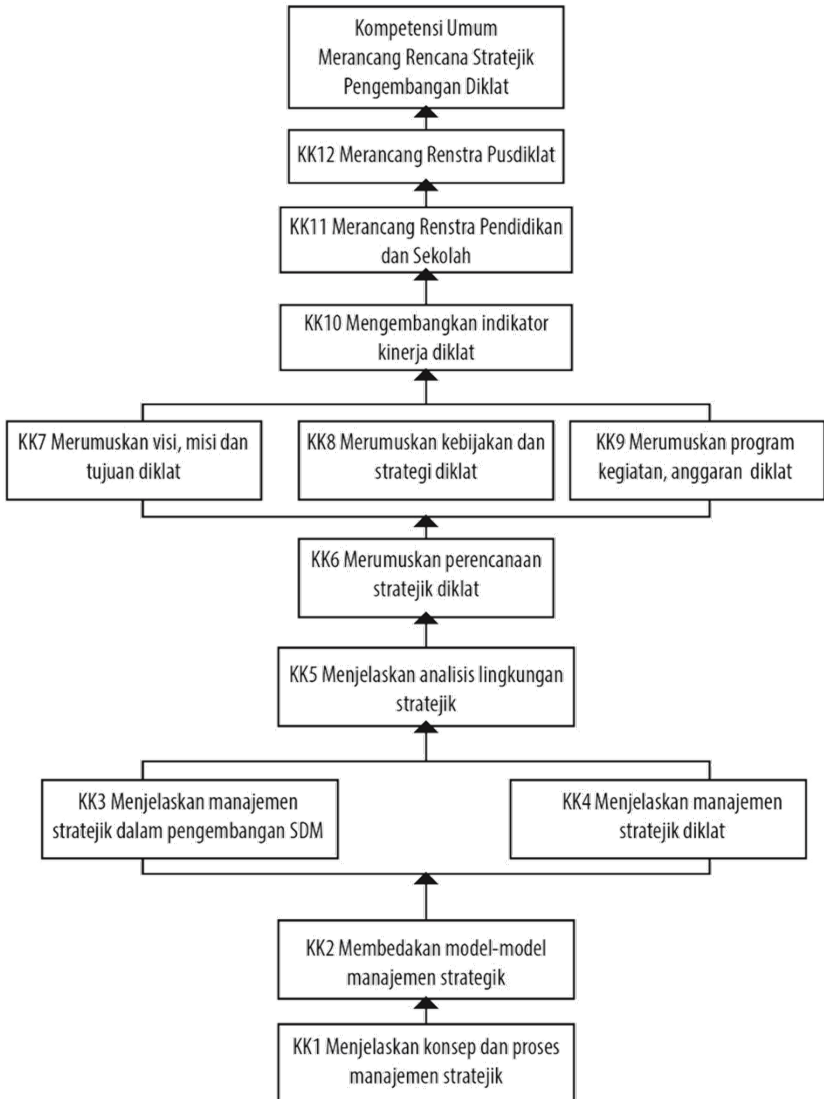 Kompetensi Umum
Merancang Rencana Stratejik
Pengembangan Diklat
KK12 Merancang Renstra Pusdiklat
KK11 Merancang Renstra Pendidikan
dan Sekolah
KK10 Mengembangkan indikator
kinerja diklat
KK7 Merumuskan visi, misi dan
tujuan diklat
KK8 Merumuskan kebijakan dan
strategi diklat
KK9 Merumuskan program
kegiatan, anggaran diklat
KK6 Merumuskan perencanaan
stratejik diklat
KK5 Menjelaskan analisis lingkungan
stratejik
KK3 Menjelaskan manajemen
stratejik dalam pengembangan SDM
KK4 Menjelaskan manajemen
stratejik diklat
KK2 Membedakan model-model
manajemen strategik
KK1 Menjelaskan konsep dan proses
manajemen stratejik